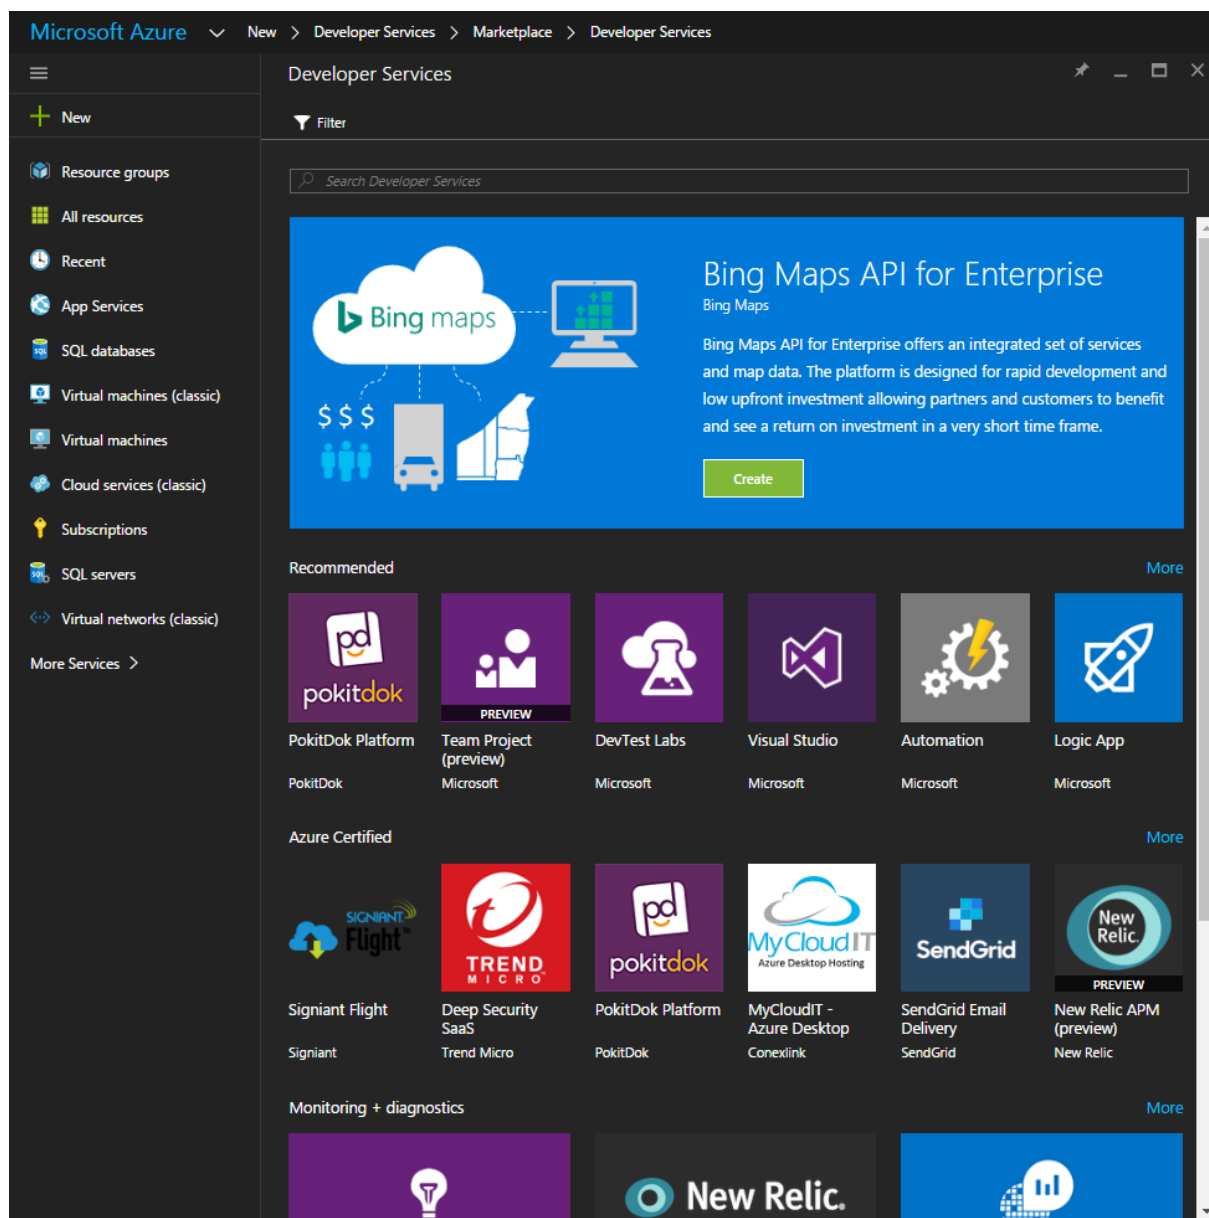 Microsoft Azure New > Developer Services > Marketplace > Developer Services
Developer Services
New
Filter
Resource groups
All resources
Recent
App Services
SQL databases
Virtual machines (classic)
Virtual machines
Cloud services (classic)
Subscriptions
SQL servers
Virtual networks (classic)
More Services >
Search Developer Services
Bing maps
$ $ $
Bing Maps API for Enterprise
Bing Maps
Bing Maps API for Enterprise offers an integrated set of services
and map data. The platform is designed for rapid development and
low upfront investment allowing partners and customers to benefit
and see a return on investment in a very short time frame.
Create
Recommended More
pd
pokitdok
PREVIEW
PokitDok Platform
PokitDok
Team Project
(preview)
Microsoft
DevTest Labs
Microsoft
Visual Studio
Microsoft
Automation
Microsoft
Logic App
Microsoft
Azure Certified More
SIGNIANT
Flight™
Signiant Flight
Signiant
TREND
MICRO
Deep Security
SaaS
Trend Micro
pd
pokitdok
PokitDok Platform
PokitDok
MyCloudIT
Azure Desktop Hosting
MyCloudIT -
Azure Desktop
Conexlink
SendGrid
SendGrid Email
Delivery
SendGrid
New
Relic.
PREVIEW
New Relic APM
(preview)
New Relic
Monitoring + diagnostics More
New Relic.